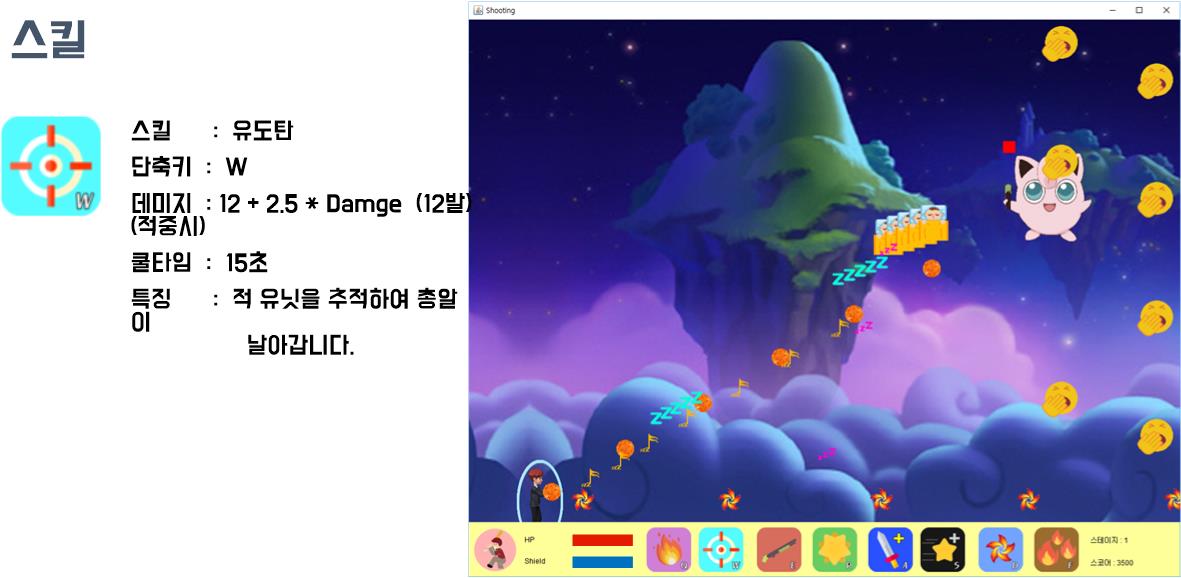 스킬
Shooting
W
스킬 : 유도탄
단축키 : W
데미지 : 12 + 2.5 * Damge (12발)
(적중시)
쿨타임 : 15초
특징 : 적 유닛을 추적하여 총알
이
날아갑니다.
HP
Shield
Q
W
E
R
A
S
D
F
스테이지 : 1
스코어 : 3500